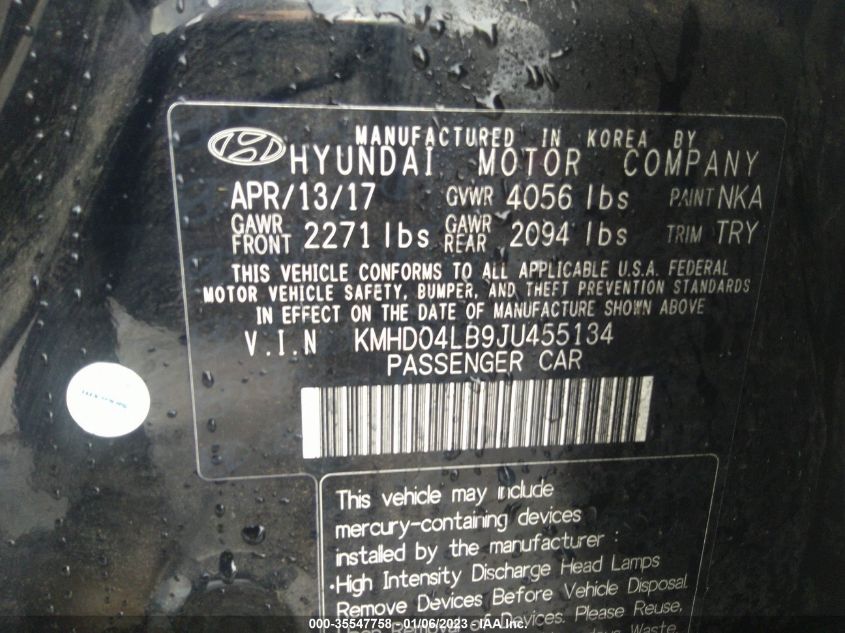 MANUFACTURED IN KOREA BY
HYUNDAI MOTOR COMPANY
APR/13/17 GVWR 4056 lbs PAINT NKA
GAWR FRONT 2271 lbs GAWR REAR 2094 lbs TRIM TRY
THIS VEHICLE CONFORMS TO ALL APPLICABLE U.S.A. FEDERAL
MOTOR VEHICLE SAFETY, BUMPER, AND THEFT PREVENTION STANDARDS
IN EFFECT ON THE DATE OF MANUFACTURE SHOWN ABOVE
V.I.N KMHD04LB9JU455134
PASSENGER CAR
This vehicle may include
mercury-containing devices
installed by the manufacturer :
·High Intensity Discharge Head Lamps
Remove Devices Before Vehicle Disposal.
Upon Removal of Devices. Please Reuse,
Waste
000-35547758 - 01/06/2023 - IAA Inc.